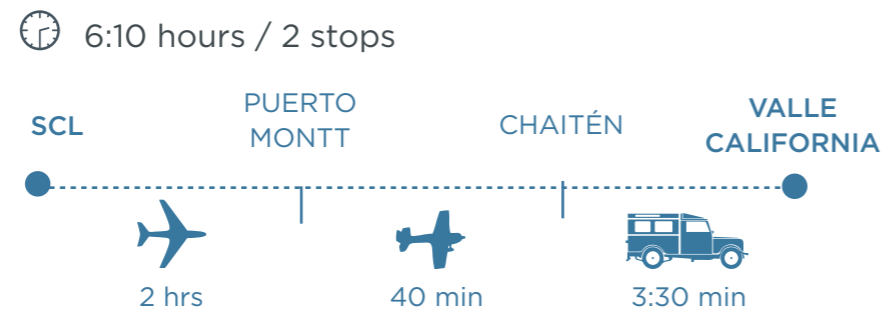 6:10 hours / 2 stops
SCL
PUERTO
MONTT
CHAITÉN
VALLE
CALIFORNIA
2 hrs
40 min
3:30 min